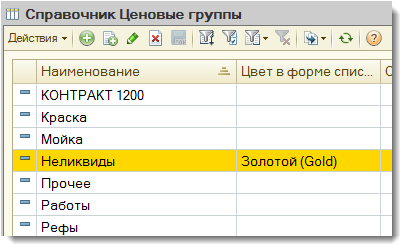 Справочник Ценовые группы
Действия
Наименование Цвет в форме спис...
КОНТРАКТ 1200
Краска
Мойка
Неликвиды Золотой (Gold)
Прочее
Работы
Рефы